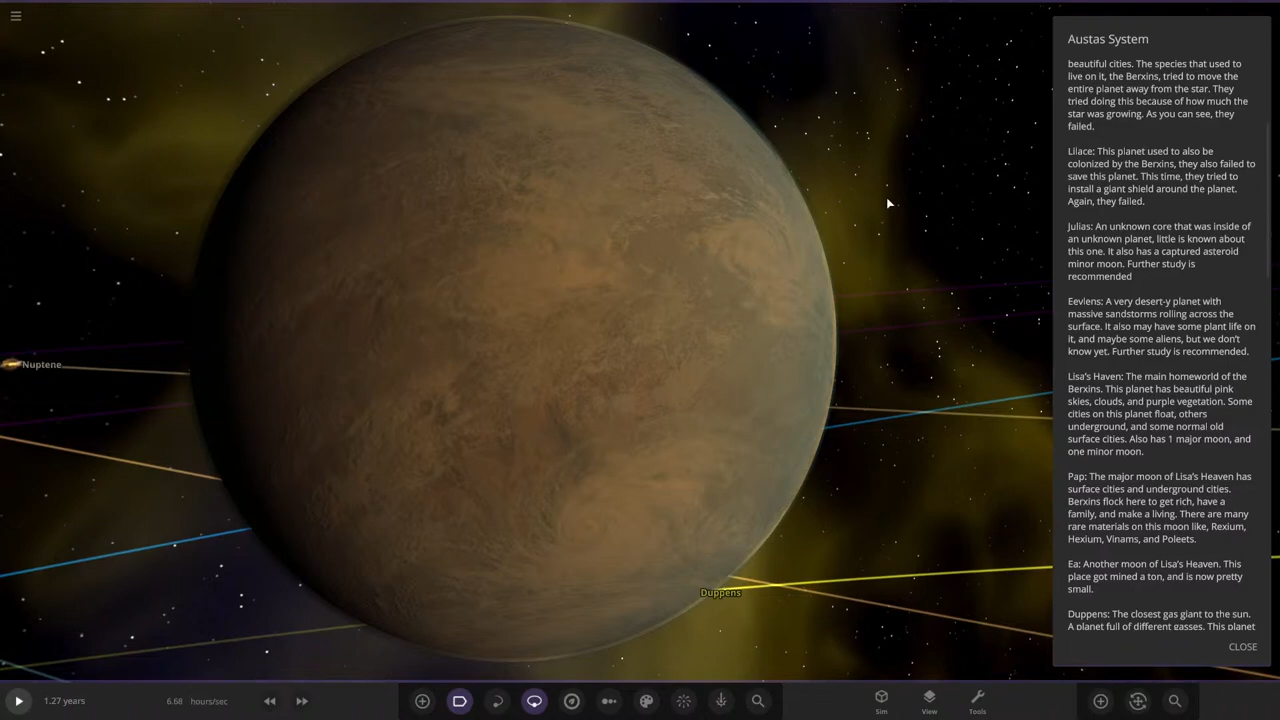 Austas System
beautiful cities. The species that used to
live on it, the Berxins, tried to move the
entire planet away from the star. They
tried doing this because of how much the
star was growing. As you can see, they
failed.
Lilace: This planet used to also be
colonized by the Berxins, they also failed to
save this planet. This time, they tried to
install a giant shield around the planet.
Again, they failed.
Julias: An unknown core that was inside of
an unknown planet, little is known about
this one. It also has a captured asteroid
minor moon. Further study is
recommended
Eevlens: A very desert-y planet with
massive sandstorms rolling across the
surface. It also may have some plant life on
it, and maybe some aliens, but we don't
know yet. Further study is recommended.
Lisa's Haven: The main homeworld of the
Berxins. This planet has beautiful pink
skies, clouds, and purple vegetation. Some
cities on this planet float, others
underground, and some normal old
surface cities. Also has 1 major moon, and
one minor moon.
Pap: The major moon of Lisa's Heaven has
surface cities and underground cities.
Berxins flock here to get rich, have a
family, and make a living. There are many
rare materials on this moon like, Rexium,
Hexium, Vinams, and Poleets.
Ea: Another moon of Lisa's Heaven. This
place got mined a ton, and is now pretty
small.
Duppens: The closest gas giant to the sun.
A planet full of different gasses. This planet
CLOSE
Nuptene
Duppens
1.27 years
6.68 hours/sec
Sim
View
Tools